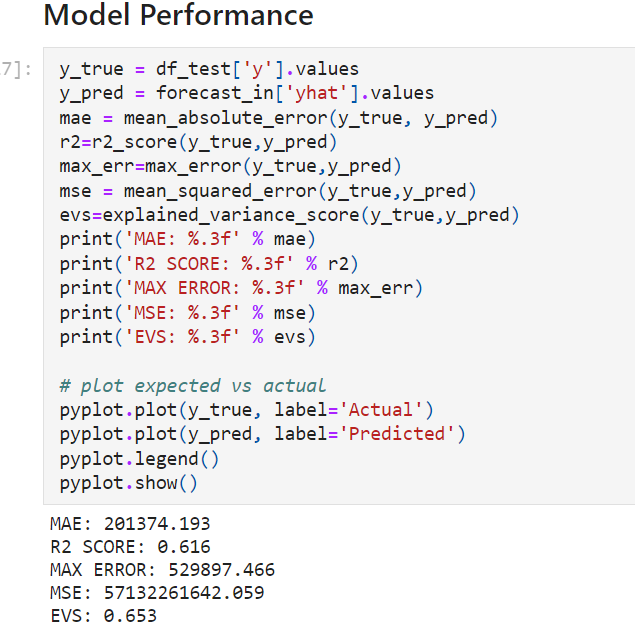 Model Performance
7]:
y_true = df_test['y'].values
y_pred = forecast_in['yhat'].values
mae = mean_absolute_error(y_true, y_pred)
r2=r2_score(y_true,y_pred)
max_err=max_error(y_true,y_pred)
mse = mean_squared_error(y_true,y_pred)
evs=explained_variance_score(y_true,y_pred)
print('MAE: %.3f' % mae)
print('R2 SCORE: %.3f' % r2)
print('MAX ERROR: %.3f' % max_err)
print('MSE: %.3f' % mse)
print('EVS: %.3f' % evs)
# plot expected vs actual
pyplot.plot(y_true, label='Actual')
pyplot.plot(y_pred, label='Predicted')
pyplot.legend()
pyplot.show()
MAE: 201374.193
R2 SCORE: 0.616
MAX ERROR: 529897.466
MSE: 57132261642.059
EVS: 0.653